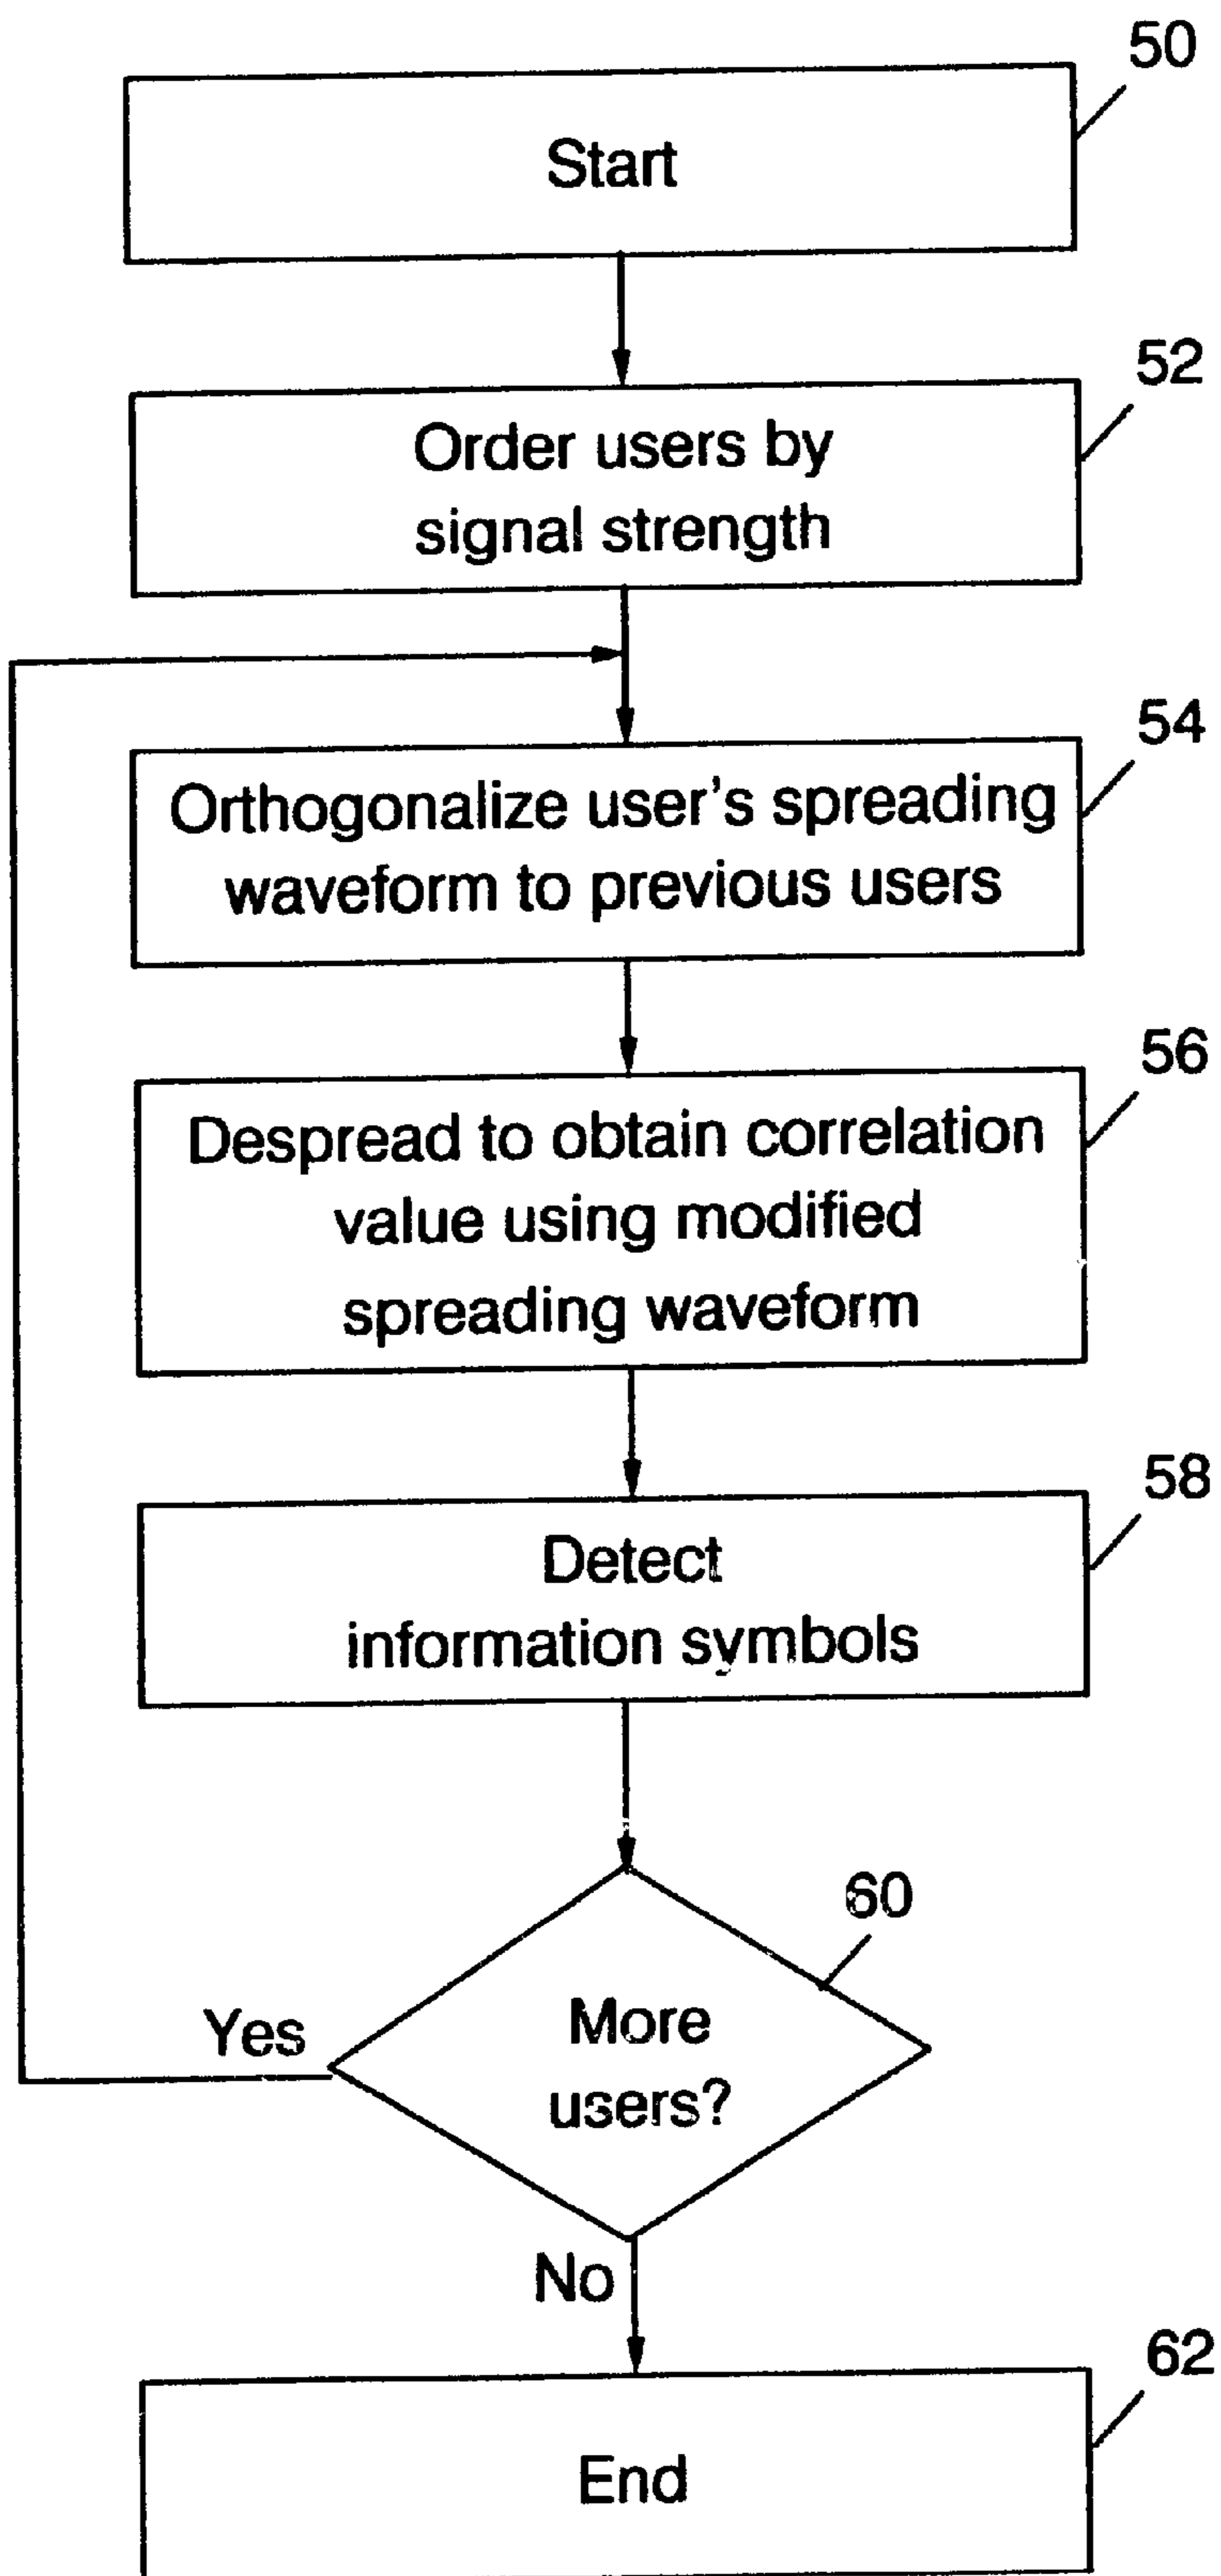 50
Start
52
Order users by
signal strength
54
Orthogonalize user's spreading
waveform to previous users
56
Despread to obtain correlation
value using modified
spreading waveform
58
Detect
information symbols
60
More
users?
Yes
No
62
End